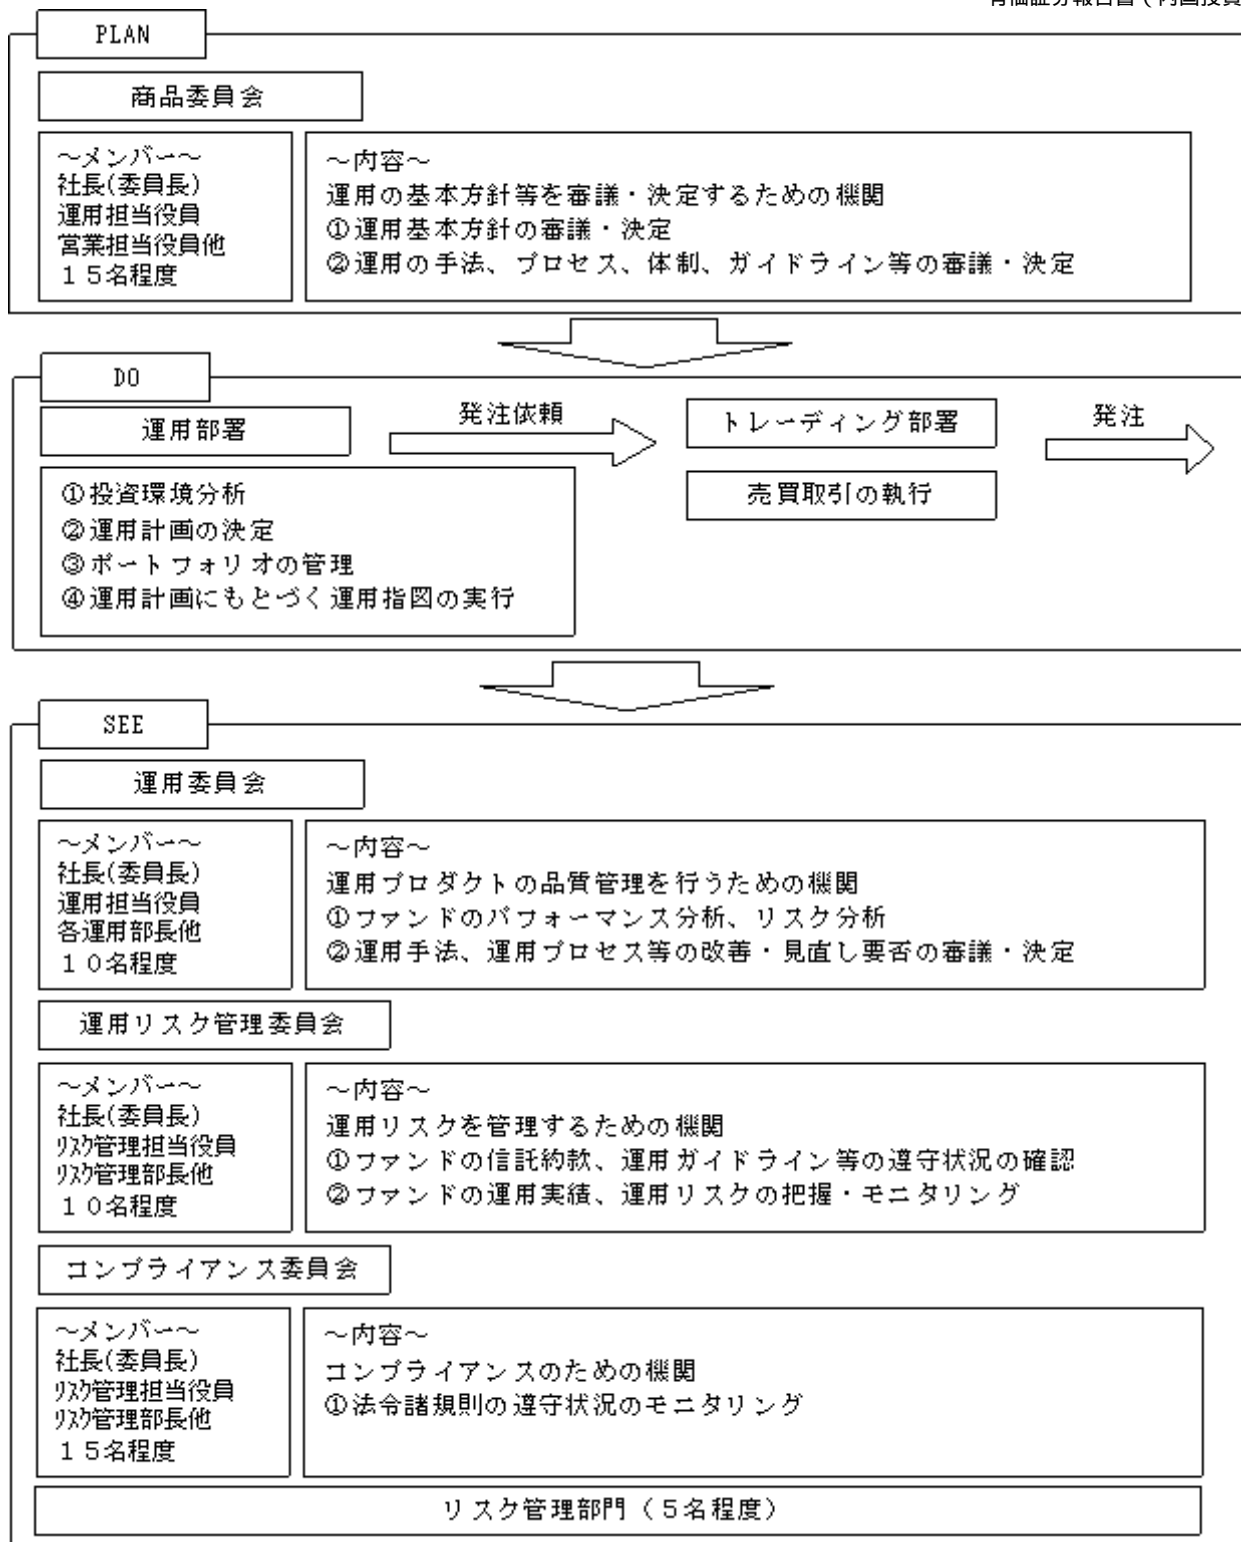 PLAN
商品委員会
～メンバー～
社長(委員長)
運用担当役員
営業担当役員他
１５名程度
～内容～
運用の基本方針等を審議・決定するための機関
①運用基本方針の審議・決定
②運用の手法、プロセス、体制、ガイドライン等の審議・決定
DO
運用部署
発注依頼
トレーディング部署
発注
①投資環境分析
②運用計画の決定
③ポートフォリオの管理
④運用計画にもとづく運用指図の実行
売買取引の執行
SEE
運用委員会
～メンバー～
社長(委員長)
運用担当役員
各運用部長他
１０名程度
～内容～
運用プロダクトの品質管理を行うための機関
①ファンドのパフォーマンス分析、リスク分析
②運用手法、運用プロセス等の改善・見直し要否の審議・決定
運用リスク管理委員会
～メンバー～
社長(委員長)
ﾘｽｸ管理担当役員
ﾘｽｸ管理部長他
１０名程度
～内容～
運用リスクを管理するための機関
①ファンドの信託約款、運用ガイドライン等の遵守状況の確認
②ファンドの運用実績、運用リスクの把握・モニタリング
コンプライアンス委員会
～メンバー～
社長(委員長)
ﾘｽｸ管理担当役員
ﾘｽｸ管理部長他
１５名程度
～内容～
コンプライアンスのための機関
①法令諸規則の遵守状況のモニタリング
リスク管理部門（５名程度）